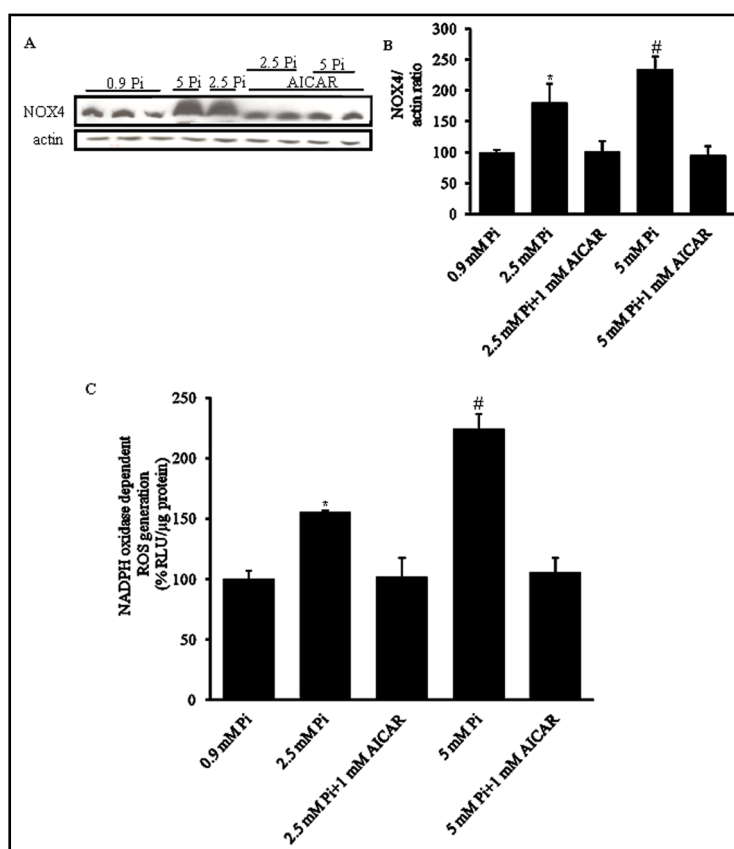 A
2.5 Pi 5 Pi
0.9 Pi 5 Pi 2.5 Pi AICAR
NOX4
actin
B
NOX4/
actin ratio
300
250
200
150
100
50
0
*
#
0.9 mM Pi
2.5 mM Pi
2.5 mM Pi+1 mM AICAR
5 mM Pi
5 mM Pi+1 mM AICAR
C
NADPH oxidase dependent
ROS generation
(% RLU/µg protein)
250
200
150
100
50
0
*
#
0.9 mM Pi
2.5 mM Pi
2.5 mM Pi+1 mM AICAR
5 mM Pi
5 mM Pi+1 mM AICAR